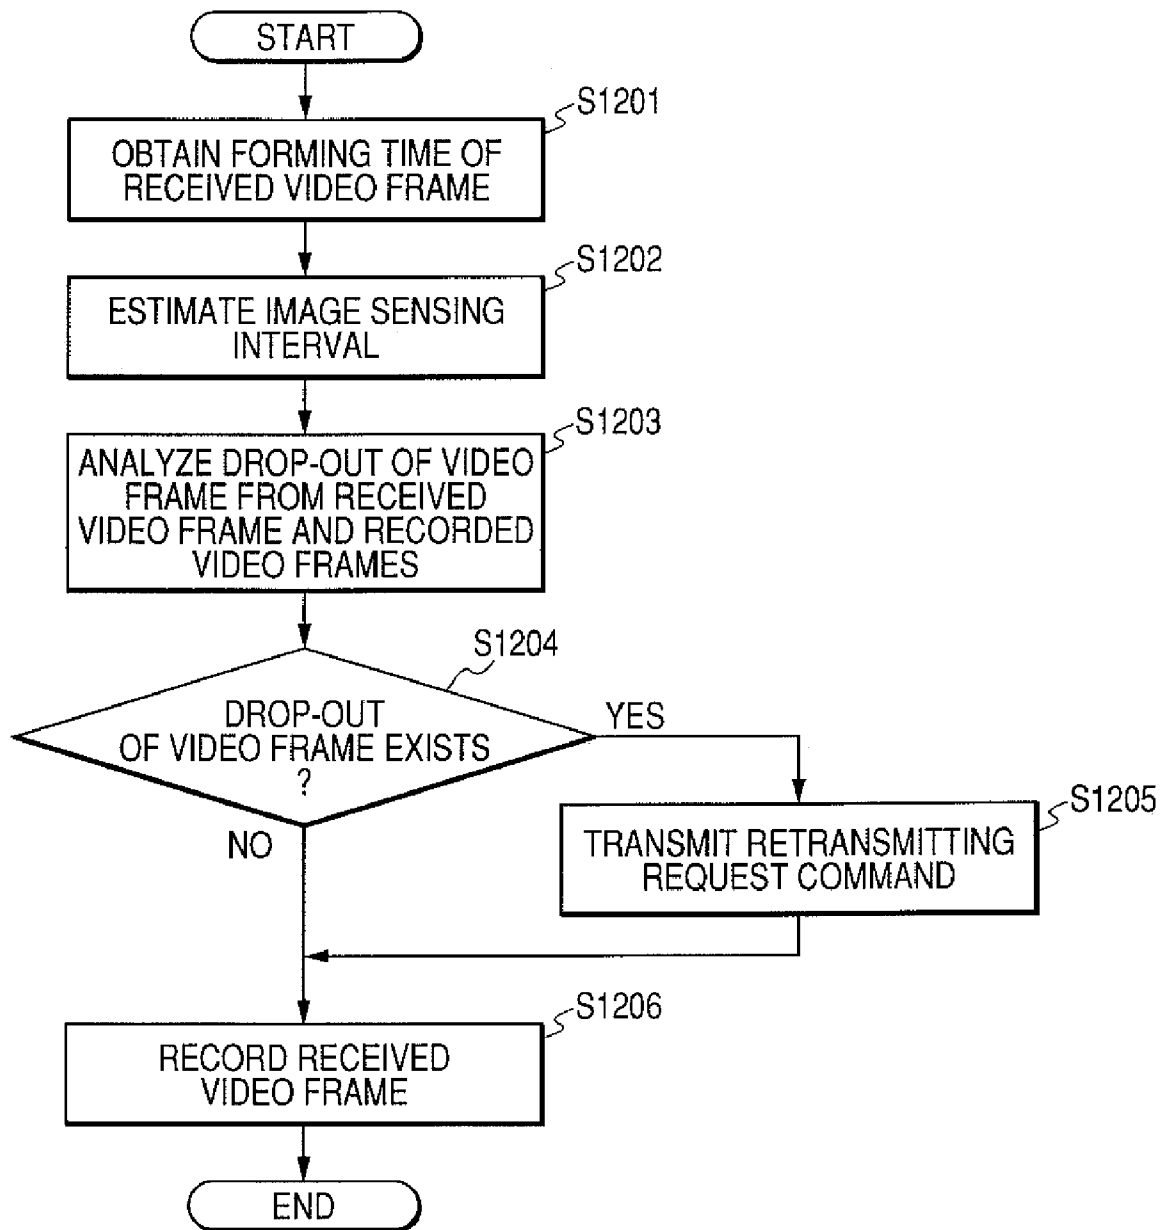 START
S1201
OBTAIN FORMING TIME OF
RECEIVED VIDEO FRAME
S1202
ESTIMATE IMAGE SENSING
INTERVAL
S1203
ANALYZE DROP-OUT OF VIDEO
FRAME FROM RECEIVED
VIDEO FRAME AND RECORDED
VIDEO FRAMES
S1204
DROP-OUT
OF VIDEO FRAME EXISTS
?
YES
NO
S1205
TRANSMIT RETRANSMITTING
REQUEST COMMAND
S1206
RECORD RECEIVED
VIDEO FRAME
END